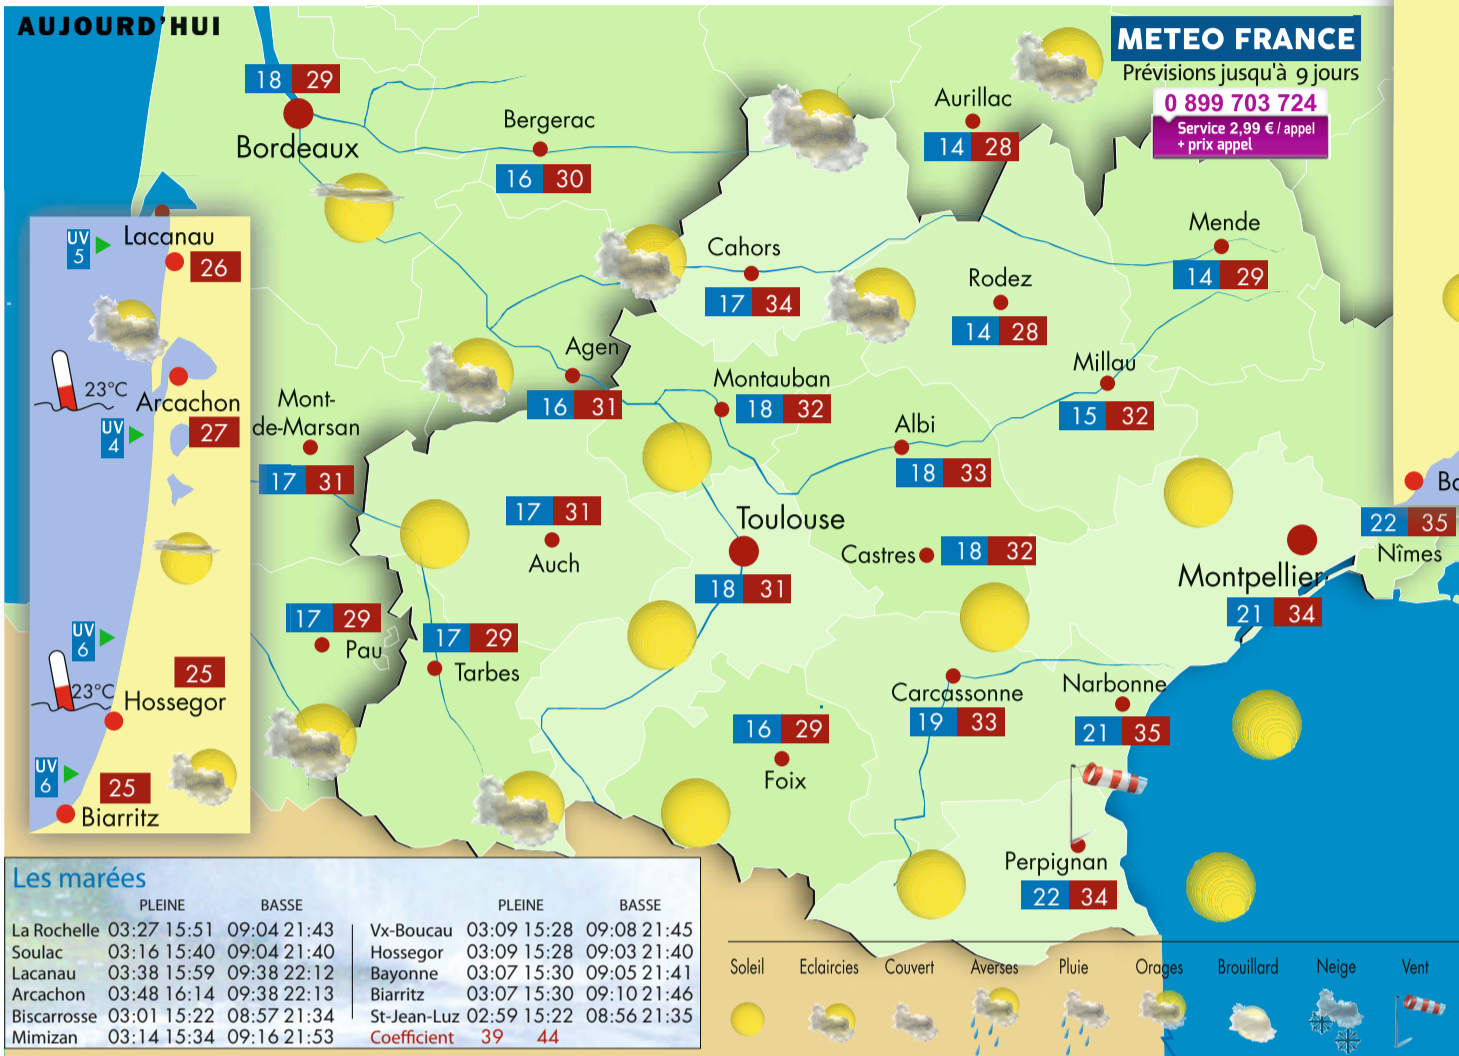 AUJOURD'HUI
METEO FRANCE
Prévisions jusqu'à 9 jours
0 899 703 724
Service 2,99 € / appel
+ prix appel
18 29
Bordeaux
Bergerac
16 30
Aurillac
14 28
Mende
14 29
Cahors
17 34
Rodez
14 28
Millau
15 32
Agen
16 31
Montauban
18 32
Albi
18 33
Mont-
de-Marsan
17 31
17 31
Auch
Toulouse
18 31
Castres
18 32
22 35
Nîmes
Montpellier
21 34
17 29
Pau
17 29
Tarbes
16 29
Foix
Carcassonne
19 33
Narbonne
21 35
Perpignan
22 34
UV
5
Lacanau
26
23°C
Arcachon
27
UV
4
UV
6
25
23°C
Hossegor
UV
6
25
Biarritz
Les marées
PLEINE BASSE
La Rochelle 03:27 15:51 09:04 21:43
Soulac 03:16 15:40 09:04 21:40
Lacanau 03:38 15:59 09:38 22:12
Arcachon 03:48 16:14 09:38 22:13
Biscarrosse 03:01 15:22 08:57 21:34
Mimizan 03:14 15:34 09:16 21:53
PLEINE BASSE
Vx-Boucau 03:09 15:28 09:08 21:45
Hossegor 03:09 15:28 09:03 21:40
Bayonne 03:07 15:30 09:05 21:41
Biarritz 03:07 15:30 09:10 21:46
St-Jean-Luz 02:59 15:22 08:56 21:35
Coefficient 39 44
Soleil Eclaircies Couvert Averses Pluie Orages Brouillard Neige Vent